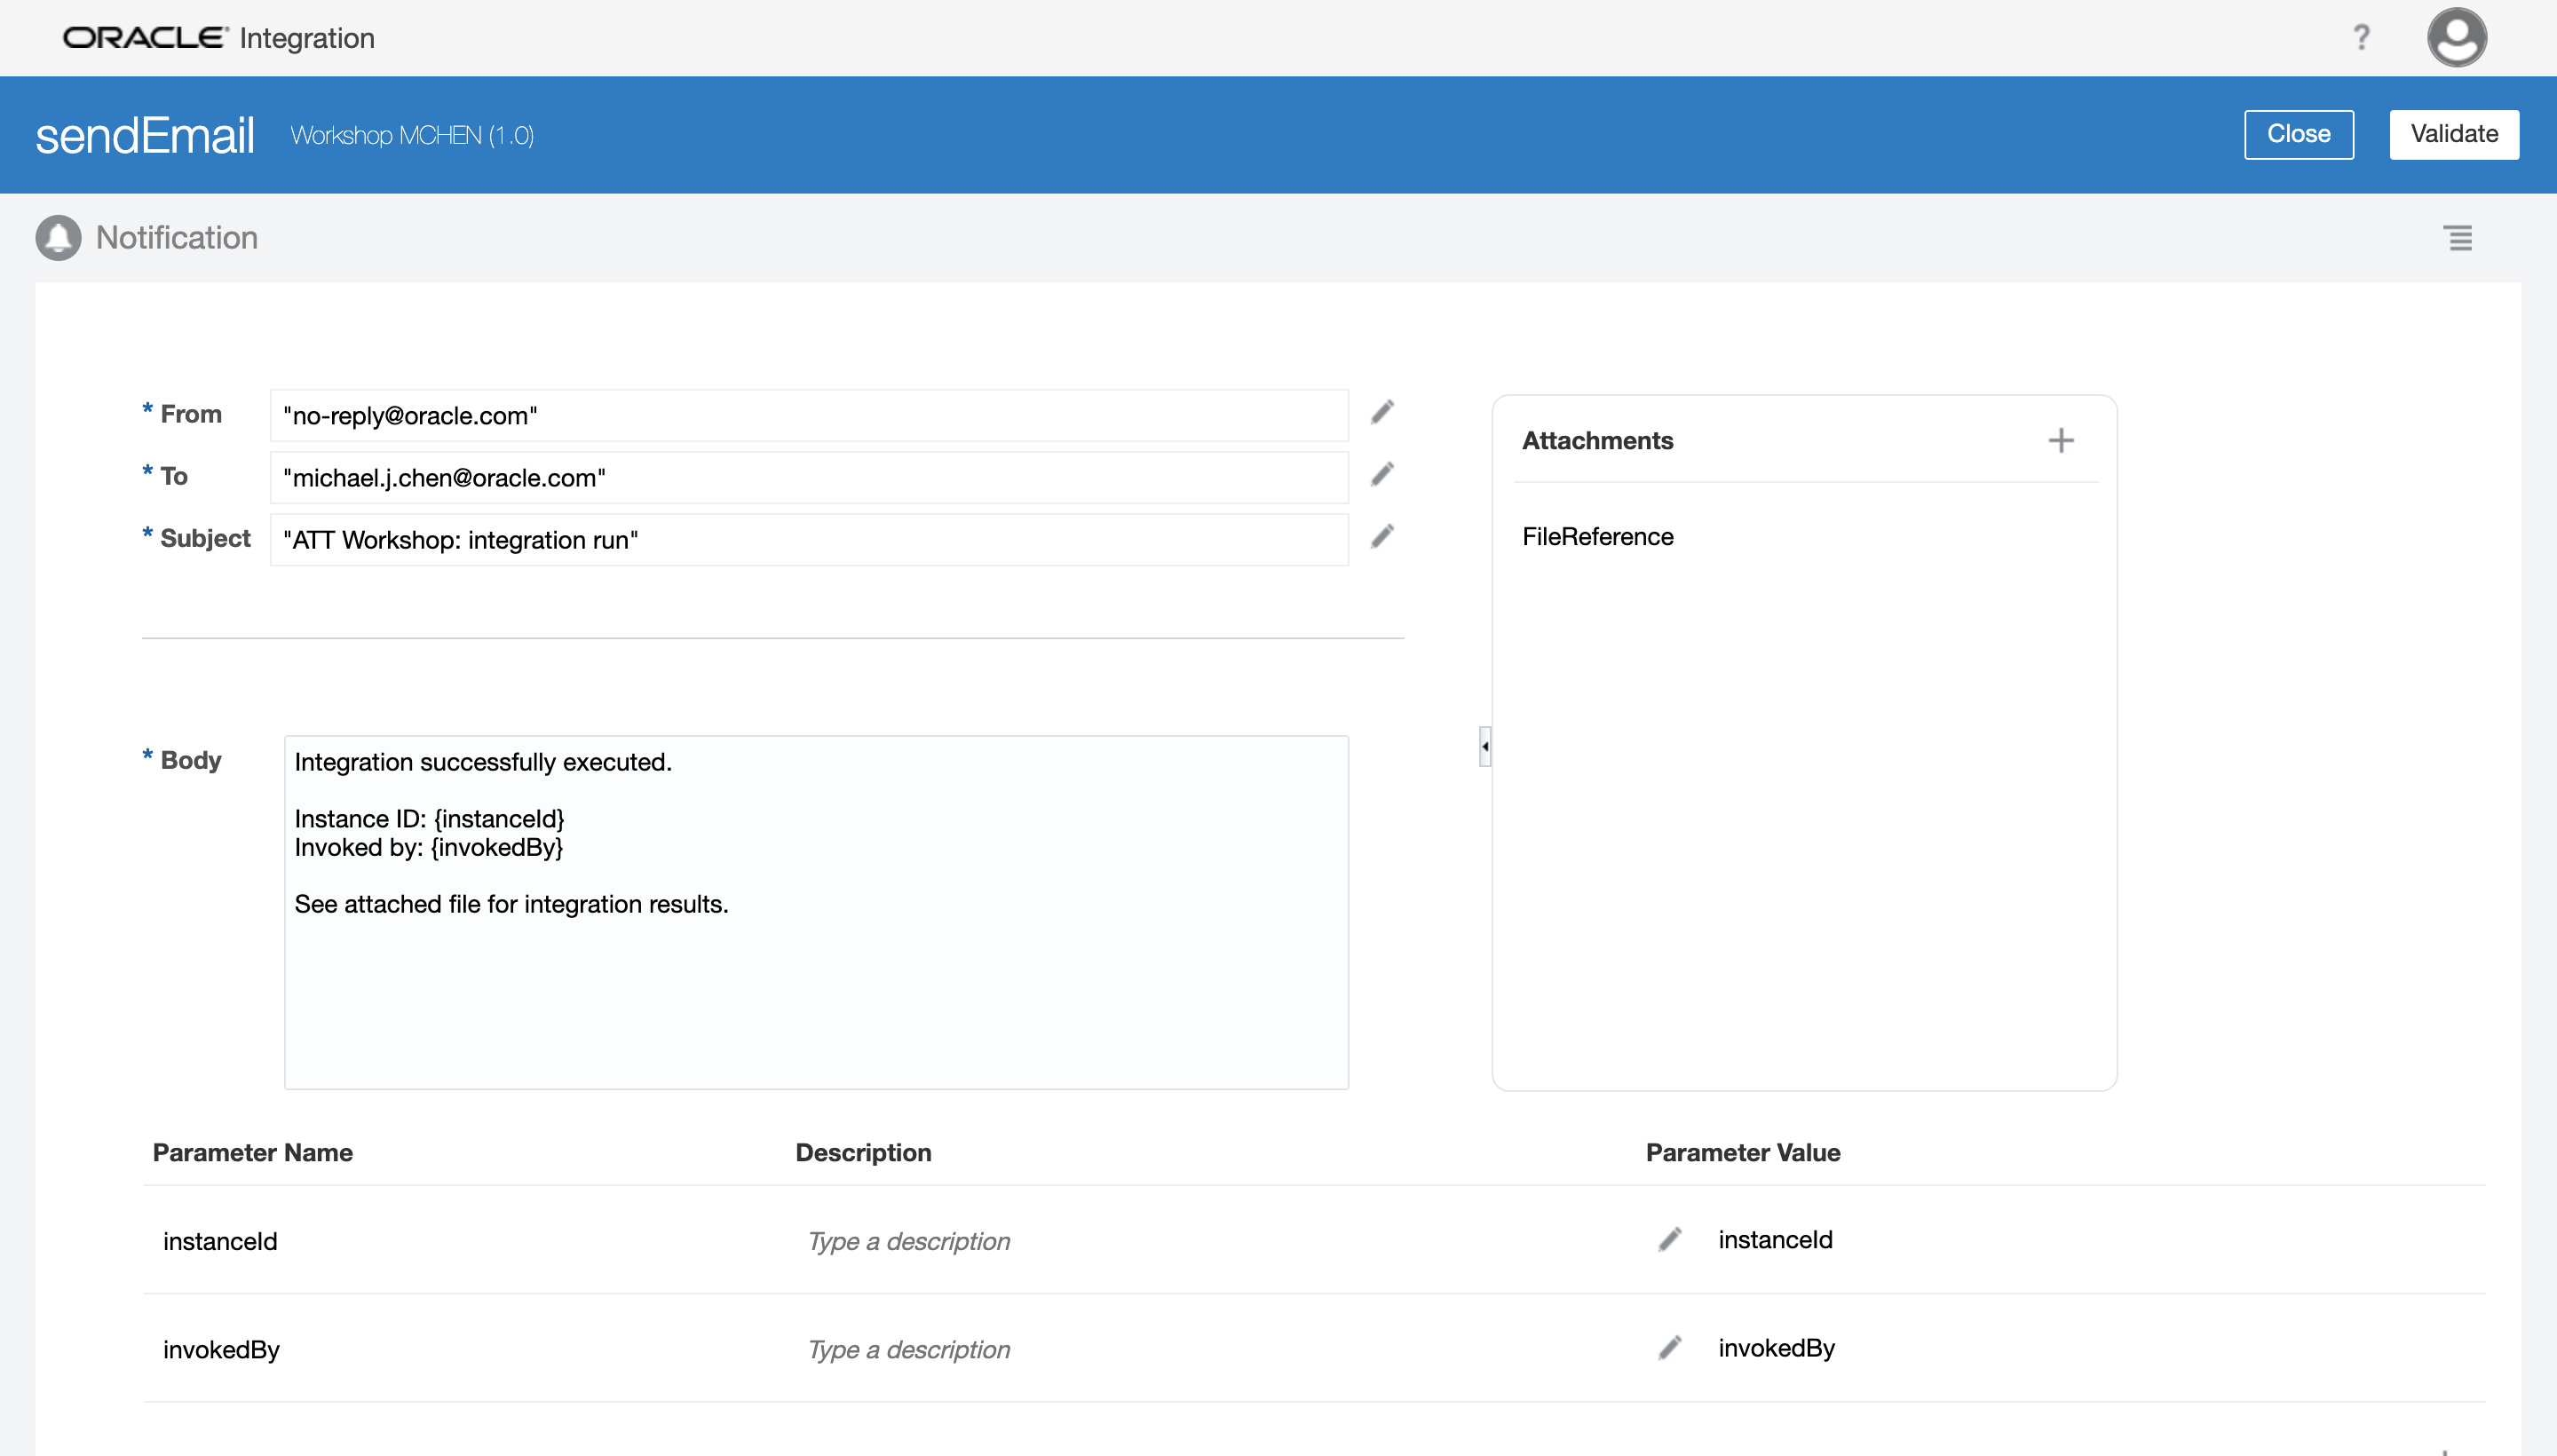 ORACLE Integration
?
sendEmail Workshop MCHEN (1.0)
Close Validate
Notification
* From "no-reply@oracle.com"
* To "michael.j.chen@oracle.com"
* Subject "ATT Workshop: integration run"
Attachments
FileReference
* Body
Integration successfully executed.
Instance ID: {instanceId}
Invoked by: {invokedBy}
See attached file for integration results.
Parameter Name Description Parameter Value
instanceId Type a description instanceId
invokedBy Type a description invokedBy